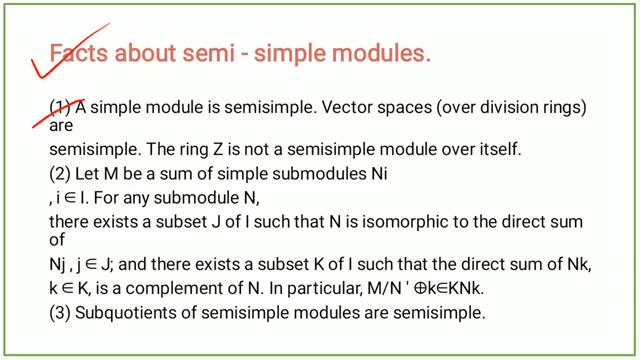 Facts about semi - simple modules.
(1) A simple module is semisimple. Vector spaces (over division rings)
are
semisimple. The ring Z is not a semisimple module over itself.
(2) Let M be a sum of simple submodules Ni
, i ∈ I. For any submodule N,
there exists a subset J of I such that N is isomorphic to the direct sum
of
Nj , j ∈ J; and there exists a subset K of I such that the direct sum of Nk,
k ∈ K, is a complement of N. In particular, M/N ' ⊕k∈KNk.
(3) Subquotients of semisimple modules are semisimple.